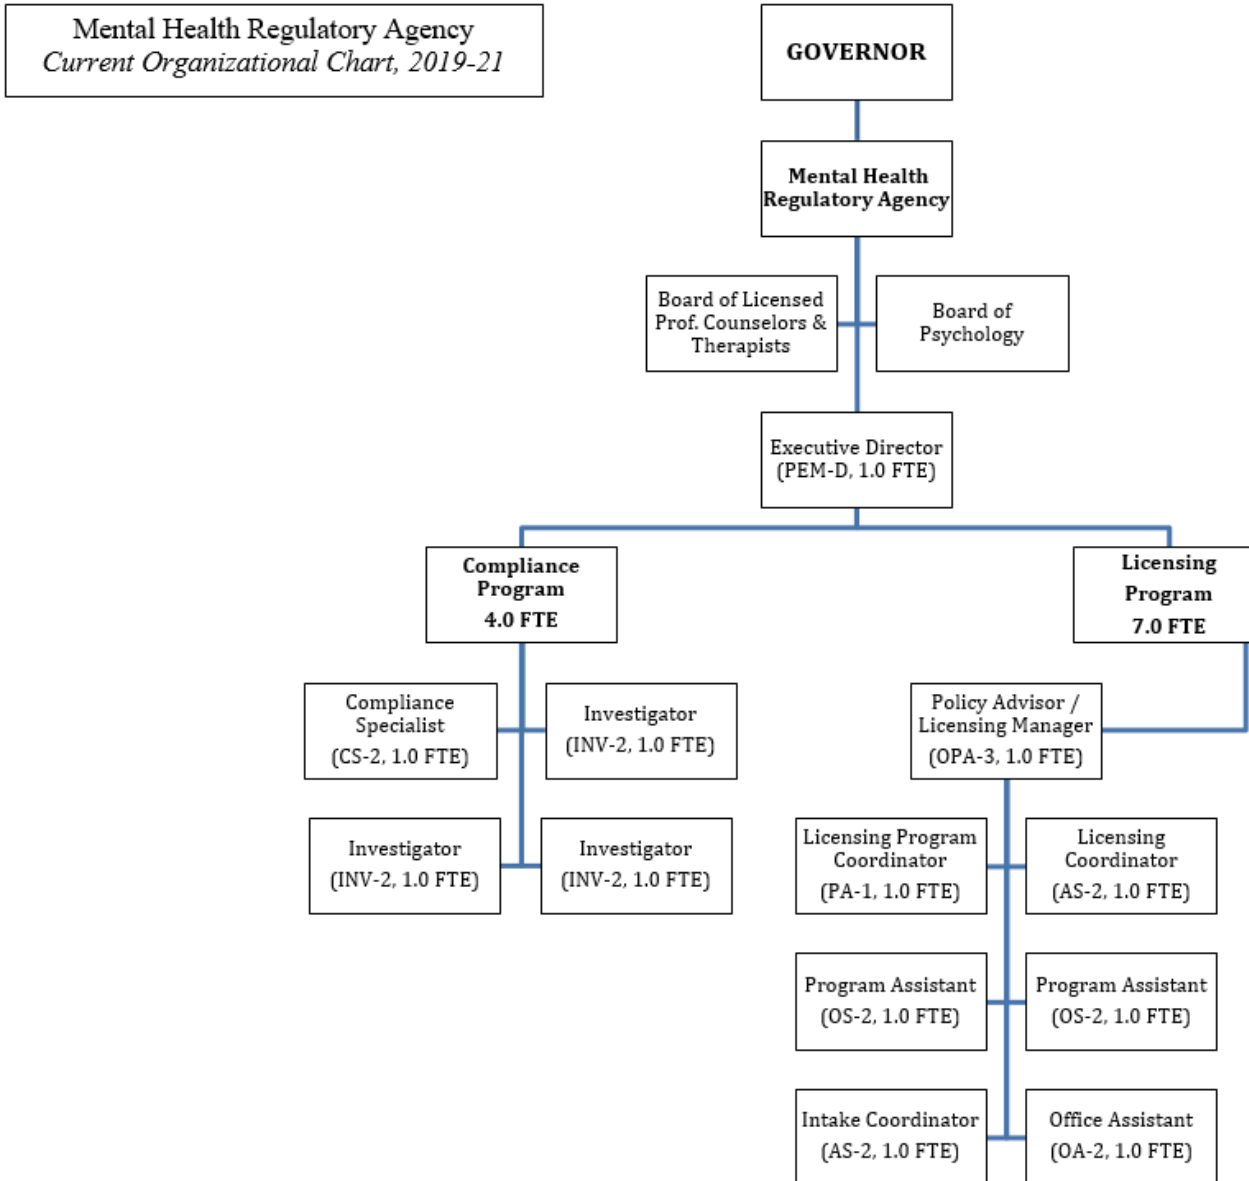 Mental Health Regulatory Agency
Current Organizational Chart, 2019-21
GOVERNOR
Mental Health
Regulatory Agency
Board of Licensed
Prof. Counselors &
Therapists
Board of
Psychology
Executive Director
(PEM-D, 1.0 FTE)
Compliance
Program
4.0 FTE
Licensing
Program
7.0 FTE
Compliance
Specialist
(CS-2, 1.0 FTE)
Investigator
(INV-2, 1.0 FTE)
Policy Advisor /
Licensing Manager
(OPA-3, 1.0 FTE)
Investigator
(INV-2, 1.0 FTE)
Investigator
(INV-2, 1.0 FTE)
Licensing Program
Coordinator
(PA-1, 1.0 FTE)
Licensing
Coordinator
(AS-2, 1.0 FTE)
Program Assistant
(OS-2, 1.0 FTE)
Program Assistant
(OS-2, 1.0 FTE)
Intake Coordinator
(AS-2, 1.0 FTE)
Office Assistant
(OA-2, 1.0 FTE)